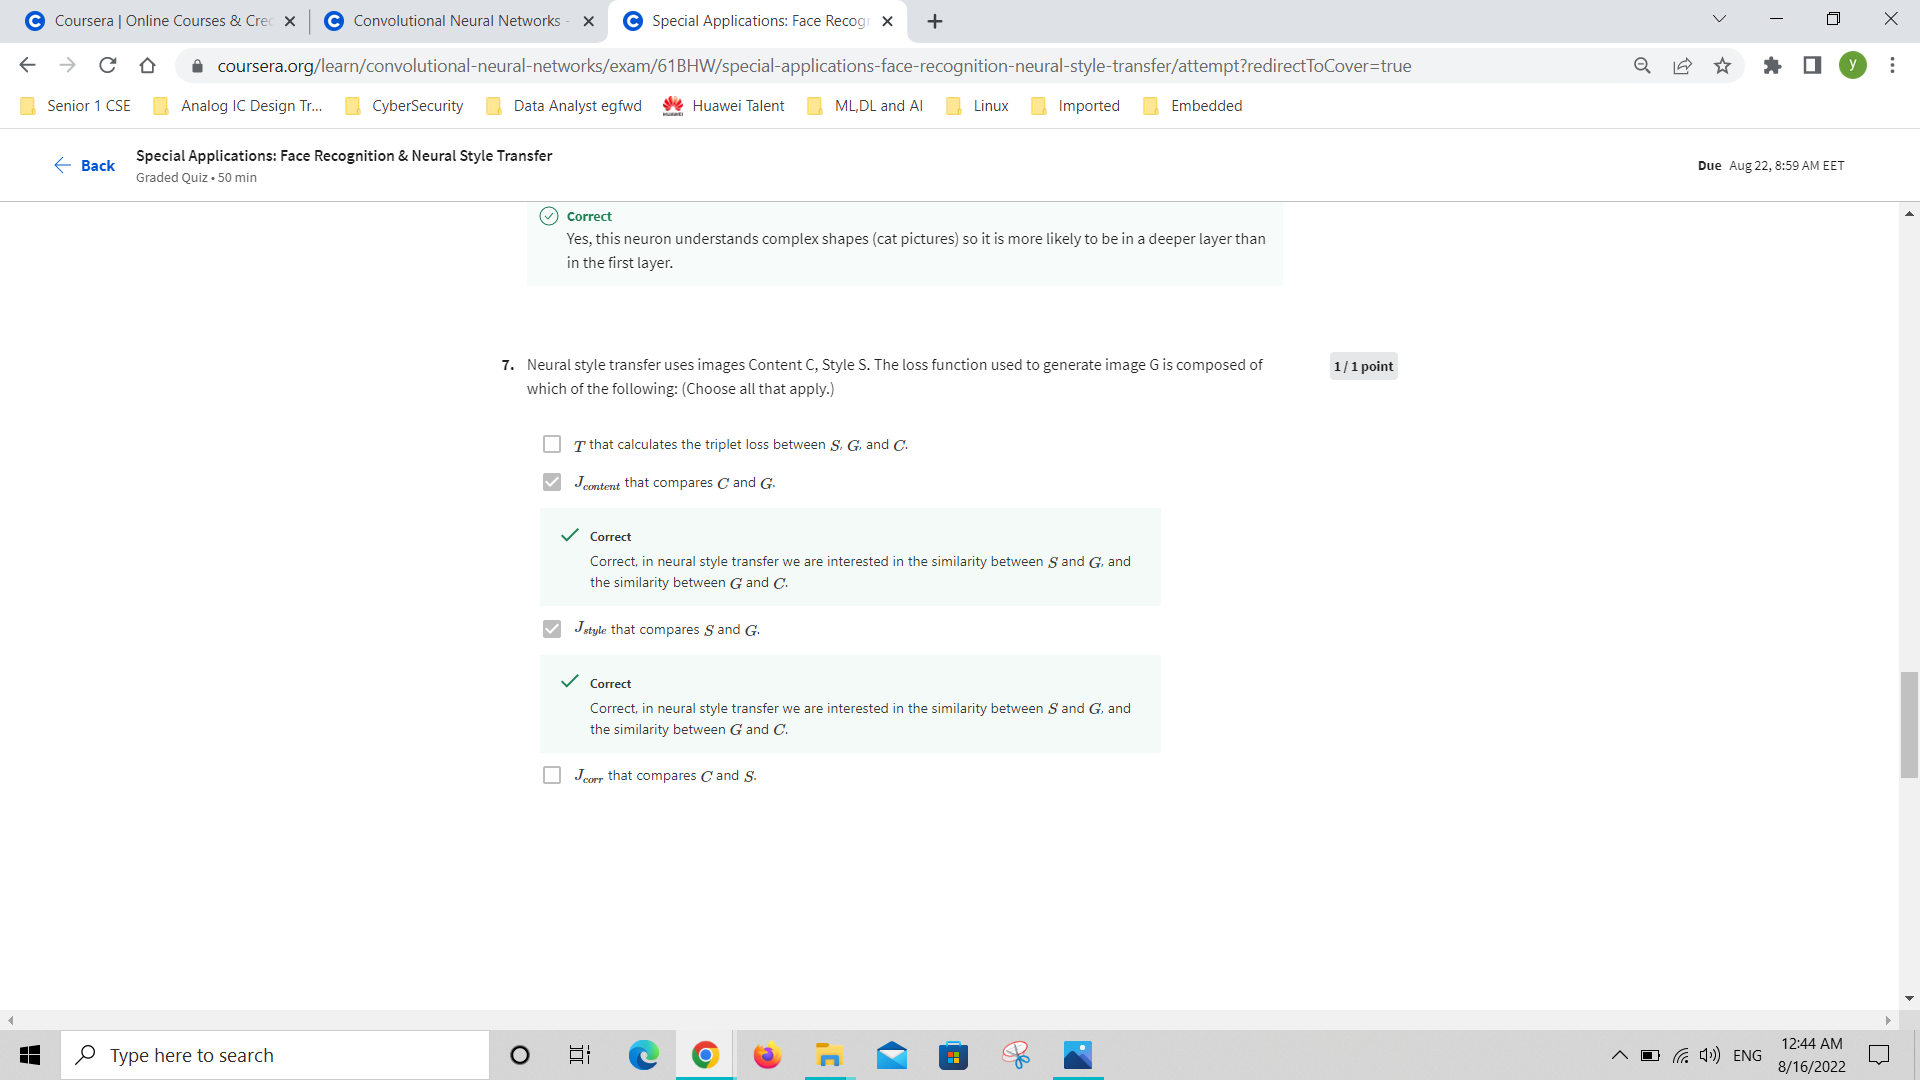 Coursera | Online Courses & Cred
Convolutional Neural Networks -
Special Applications: Face Recogn
coursera.org/learn/convolutional-neural-networks/exam/61BHW/special-applications-face-recognition-neural-style-transfer/attempt?redirectToCover=true
y
Senior 1 CSE
Analog IC Design Tr...
CyberSecurity
Data Analyst egfwd
Huawei Talent
ML,DL and AI
Linux
Imported
Embedded
Back
Special Applications: Face Recognition & Neural Style Transfer
Graded Quiz • 50 min
Due Aug 22, 8:59 AM EET
Correct
Yes, this neuron understands complex shapes (cat pictures) so it is more likely to be in a deeper layer than
in the first layer.
7. Neural style transfer uses images Content C, Style S. The loss function used to generate image G is composed of
which of the following: (Choose all that apply.)
1 / 1 point
T that calculates the triplet loss between S, G, and C.
J_content that compares C and G.
Correct
Correct, in neural style transfer we are interested in the similarity between S and G, and
the similarity between G and C.
J_style that compares S and G.
Correct
Correct, in neural style transfer we are interested in the similarity between S and G, and
the similarity between G and C.
J_corr that compares C and S.
Type here to search
ENG
12:44 AM
8/16/2022